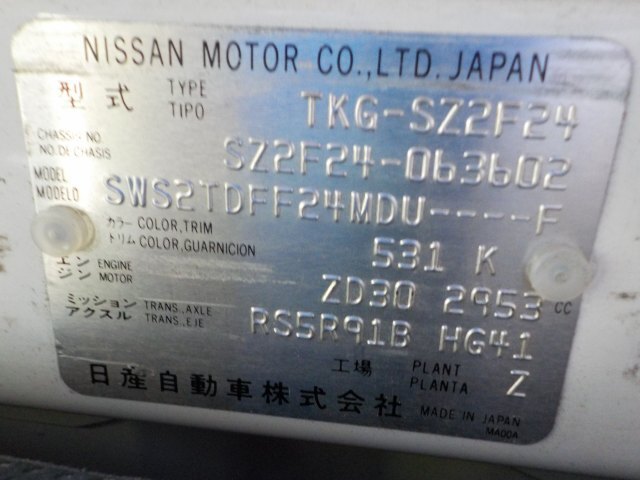 NISSAN MOTOR CO.,LTD. JAPAN
型式 TYPE TIPO TKG-SZ2F24
CHASSIS NO
NO.DE CHASIS SZ2F24-063602
MODEL
MODELO SWS2TDFF24MDU----F
カラー COLOR,TRIM
トリム COLOR,GUARNICION 531 K
エンジン ENGINE MOTOR ZD30 2953 CC
ミッション TRANS.,AXLE
アクスル TRANS.,EJE RS5R91B HG41
工場 PLANT PLANTA Z
日産自動車株式会社 MADE IN JAPAN
MA00A